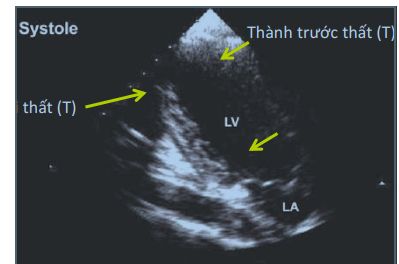 Systole
Thành trước thất (T)
thất (T)
LV
LA